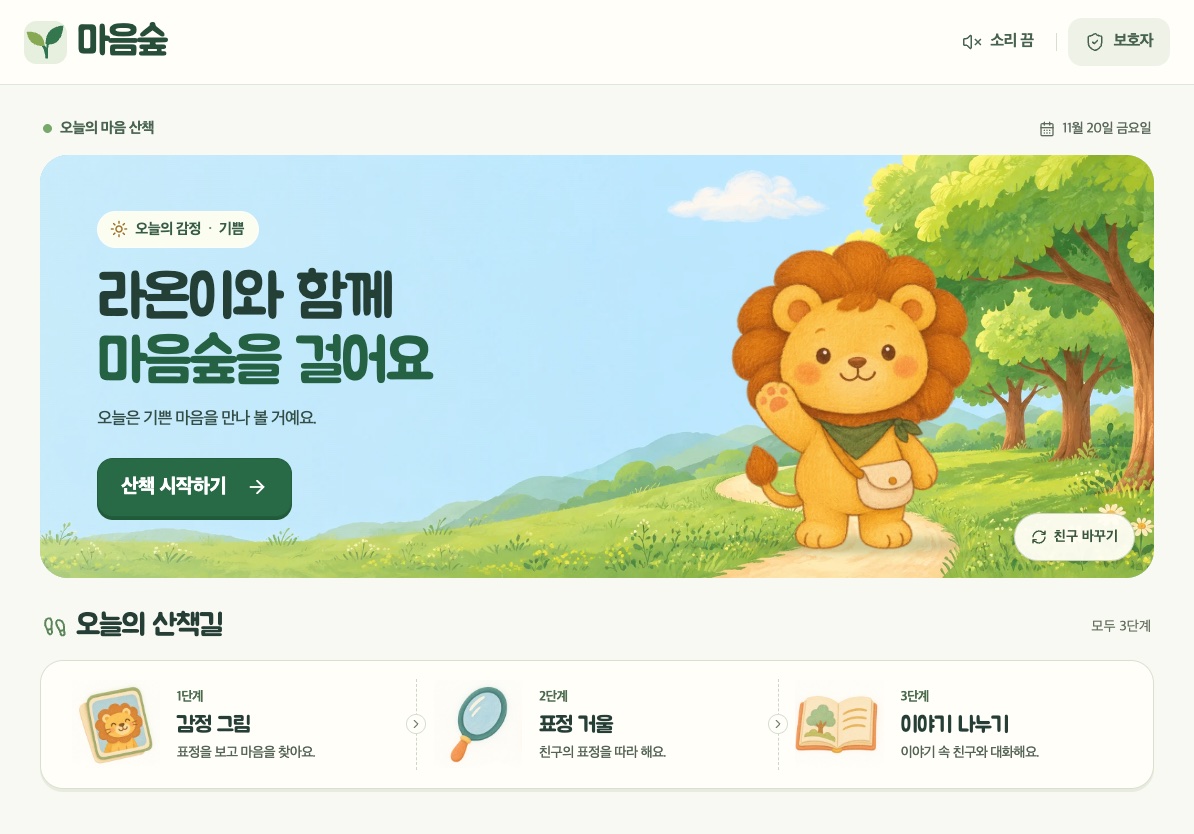 마음숲
소리 끔
보호자
오늘의 마음 산책
11월 20일 금요일
오늘의 감정 · 기쁨
라온이와 함께
마음숲을 걸어요
오늘은 기쁜 마음을 만나 볼 거예요.
산책 시작하기
친구 바꾸기
오늘의 산책길
모두 3단계
1단계
감정 그림
표정을 보고 마음을 찾아요.
2단계
표정 거울
친구의 표정을 따라 해요.
3단계
이야기 나누기
이야기 속 친구와 대화해요.